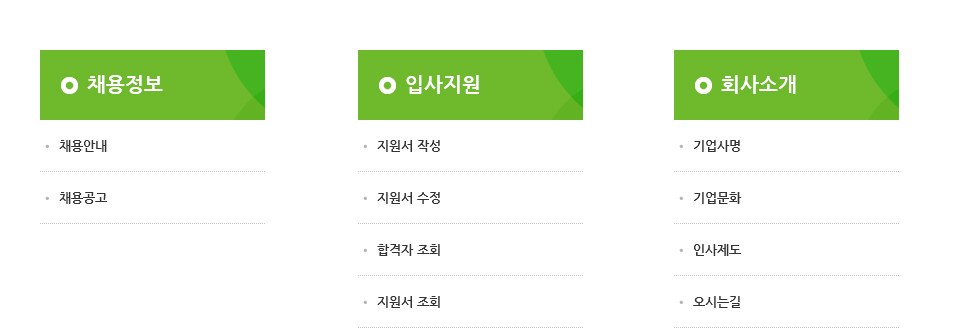 채용정보
채용안내
채용공고
입사지원
지원서 작성
지원서 수정
합격자 조회
지원서 조회
회사소개
기업사명
기업문화
인사제도
오시는길